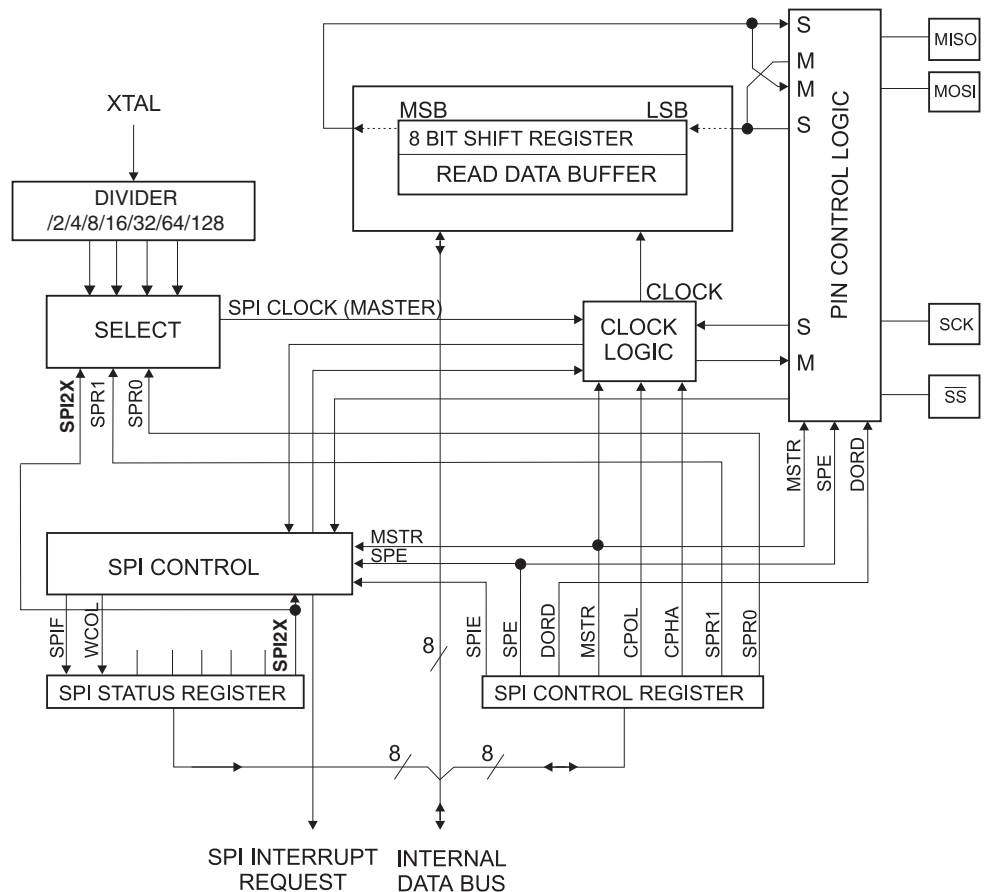 S
MISO
M
M
MOSI
XTAL
MSB
LSB
S
8 BIT SHIFT REGISTER
READ DATA BUFFER
PIN CONTROL LOGIC
DIVIDER
/2/4/8/16/32/64/128
SPI CLOCK (MASTER)
CLOCK
SELECT
CLOCK
LOGIC
S
SCK
M
SPI2X
SPR1
SPR0
SS
MSTR
SPE
DORD
MSTR
SPE
SPI CONTROL
SPIF
WCOL
SPI2X
8
SPIE
SPE
DORD
MSTR
CPOL
CPHA
SPR1
SPR0
SPI STATUS REGISTER
SPI CONTROL REGISTER
8
8
SPI INTERRUPT
REQUEST
INTERNAL
DATA BUS